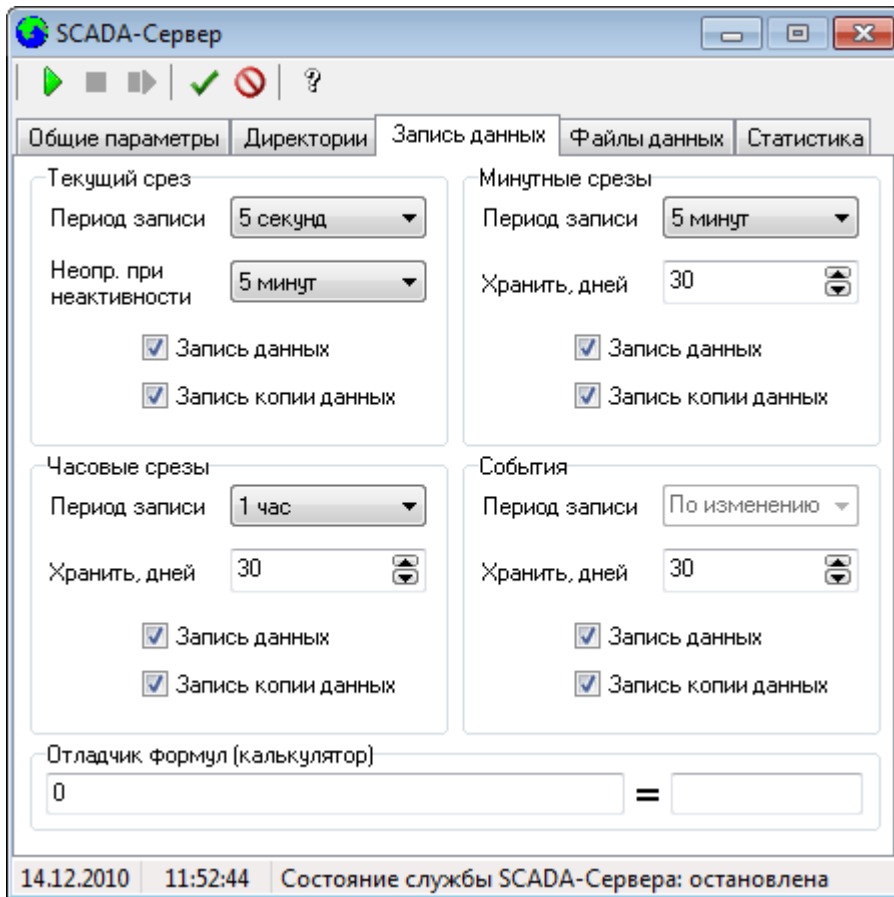 SCADA-Сервер
Общие параметры Директории Запись данных Файлы данных Статистика
Текущий срез
Период записи 5 секунд
Неопр. при
неактивности 5 минут
Запись данных
Запись копии данных
Минутные срезы
Период записи 5 минут
Хранить, дней 30
Запись данных
Запись копии данных
Часовые срезы
Период записи 1 час
Хранить, дней 30
Запись данных
Запись копии данных
События
Период записи По изменению
Хранить, дней 30
Запись данных
Запись копии данных
Отладчик формул (калькулятор)
0 =
14.12.2010 11:52:44 Состояние службы SCADA-Сервера: остановлена